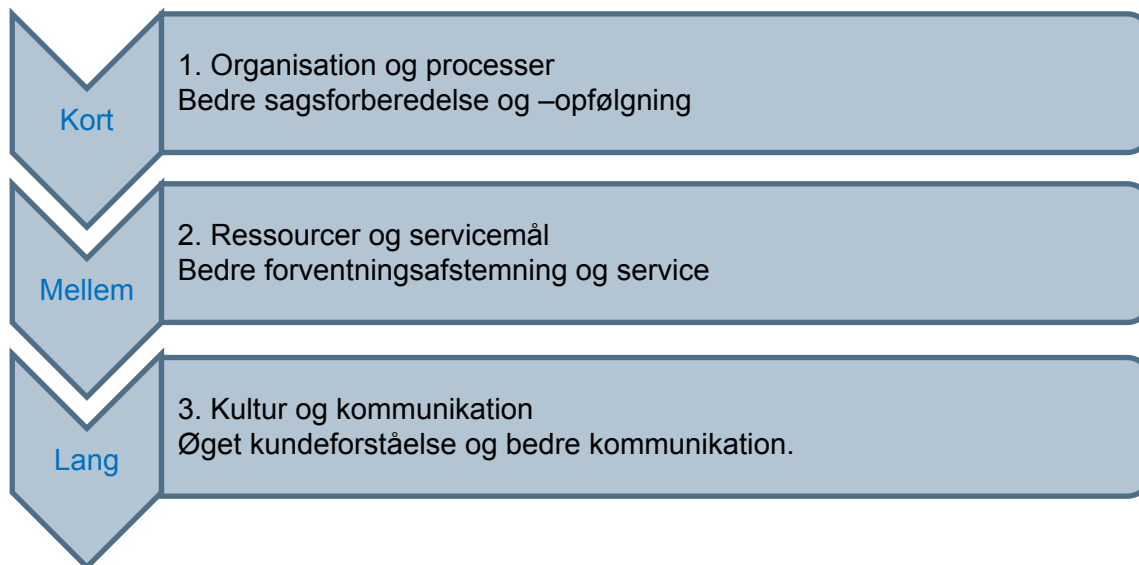 Kort
1. Organisation og processer
Bedre sagsforberedelse og –opfølgning
Mellem
2. Ressourcer og servicemål
Bedre forventningsafstemning og service
Lang
3. Kultur og kommunikation
Øget kundeforståelse og bedre kommunikation.